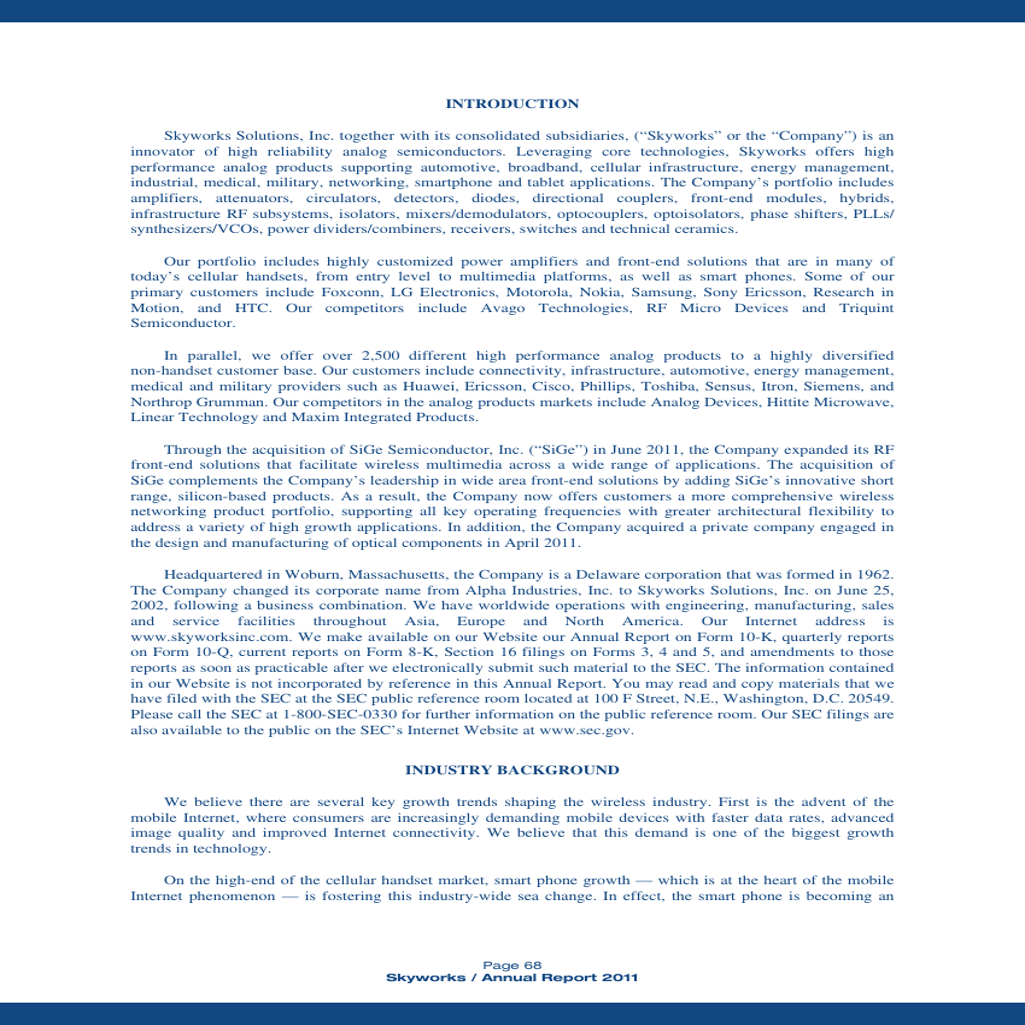 INTRODUCTION
Skyworks Solutions, Inc. together with its consolidated subsidiaries, (“Skyworks” or the “Company”) is an
innovator of high reliability analog semiconductors. Leveraging core technologies, Skyworks offers high
performance analog products supporting automotive, broadband, cellular infrastructure, energy management,
industrial, medical, military, networking, smartphone and tablet applications. The Company’s portfolio includes
amplifiers, attenuators, circulators, detectors, diodes, directional couplers, front-end modules, hybrids,
infrastructure RF subsystems, isolators, mixers/demodulators, optocouplers, optoisolators, phase shifters, PLLs/
synthesizers/VCOs, power dividers/combiners, receivers, switches and technical ceramics.
Our portfolio includes highly customized power amplifiers and front-end solutions that are in many of
today’s cellular handsets, from entry level to multimedia platforms, as well as smart phones. Some of our
primary customers include Foxconn, LG Electronics, Motorola, Nokia, Samsung, Sony Ericsson, Research in
Motion, and HTC. Our competitors include Avago Technologies, RF Micro Devices and Triquint
Semiconductor.
In parallel, we offer over 2,500 different high performance analog products to a highly diversified
non-handset customer base. Our customers include connectivity, infrastructure, automotive, energy management,
medical and military providers such as Huawei, Ericsson, Cisco, Phillips, Toshiba, Sensus, Itron, Siemens, and
Northrop Grumman. Our competitors in the analog products markets include Analog Devices, Hittite Microwave,
Linear Technology and Maxim Integrated Products.
Through the acquisition of SiGe Semiconductor, Inc. (“SiGe”) in June 2011, the Company expanded its RF
front-end solutions that facilitate wireless multimedia across a wide range of applications. The acquisition of
SiGe complements the Company’s leadership in wide area front-end solutions by adding SiGe’s innovative short
range, silicon-based products. As a result, the Company now offers customers a more comprehensive wireless
networking product portfolio, supporting all key operating frequencies with greater architectural flexibility to
address a variety of high growth applications. In addition, the Company acquired a private company engaged in
the design and manufacturing of optical components in April 2011.
Headquartered in Woburn, Massachusetts, the Company is a Delaware corporation that was formed in 1962.
The Company changed its corporate name from Alpha Industries, Inc. to Skyworks Solutions, Inc. on June 25,
2002, following a business combination. We have worldwide operations with engineering, manufacturing, sales
and service facilities throughout Asia, Europe and North America. Our Internet address is
www.skyworksinc.com. We make available on our Website our Annual Report on Form 10-K, quarterly reports
on Form 10-Q, current reports on Form 8-K, Section 16 filings on Forms 3, 4 and 5, and amendments to those
reports as soon as practicable after we electronically submit such material to the SEC. The information contained
in our Website is not incorporated by reference in this Annual Report. You may read and copy materials that we
have filed with the SEC at the SEC public reference room located at 100 F Street, N.E., Washington, D.C. 20549.
Please call the SEC at 1-800-SEC-0330 for further information on the public reference room. Our SEC filings are
also available to the public on the SEC’s Internet Website at www.sec.gov.
INDUSTRY BACKGROUND
We believe there are several key growth trends shaping the wireless industry. First is the advent of the
mobile Internet, where consumers are increasingly demanding mobile devices with faster data rates, advanced
image quality and improved Internet connectivity. We believe that this demand is one of the biggest growth
trends in technology.
On the high-end of the cellular handset market, smart phone growth — which is at the heart of the mobile
Internet phenomenon — is fostering this industry-wide sea change. In effect, the smart phone is becoming an
Page 68
Skyworks / Annual Report 2011